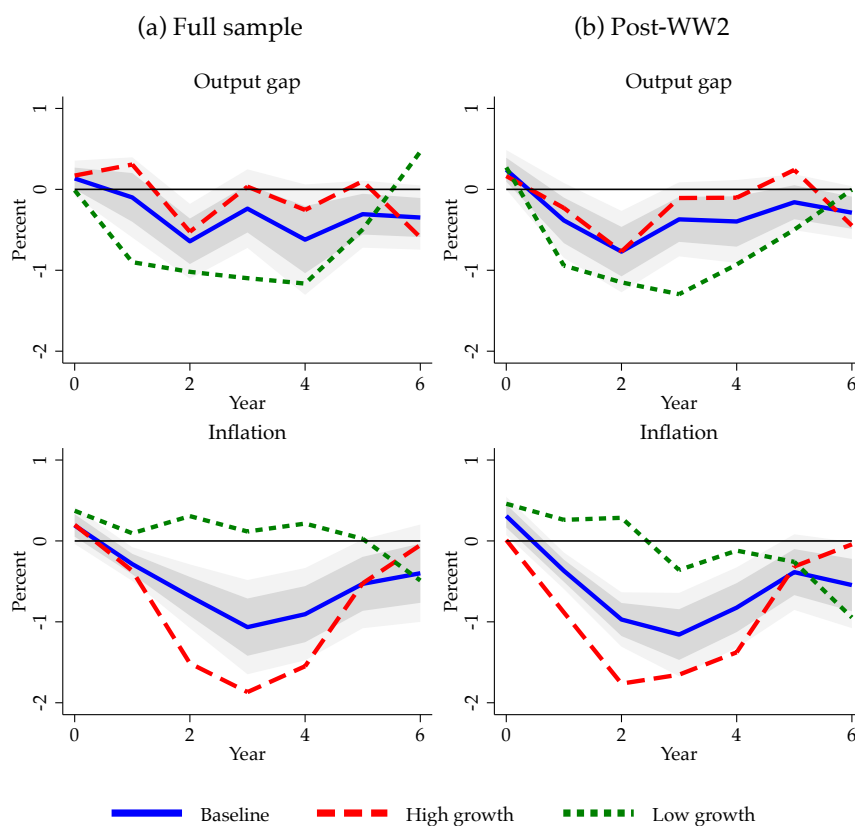 (a) Full sample
(b) Post-WW2
Output gap
Percent
1
0
-1
-2
0 2 4 6
Year
Output gap
Percent
1
0
-1
-2
0 2 4 6
Year
Inflation
Percent
1
0
-1
-2
0 2 4 6
Year
Inflation
Percent
1
0
-1
-2
0 2 4 6
Year
Baseline High growth Low growth